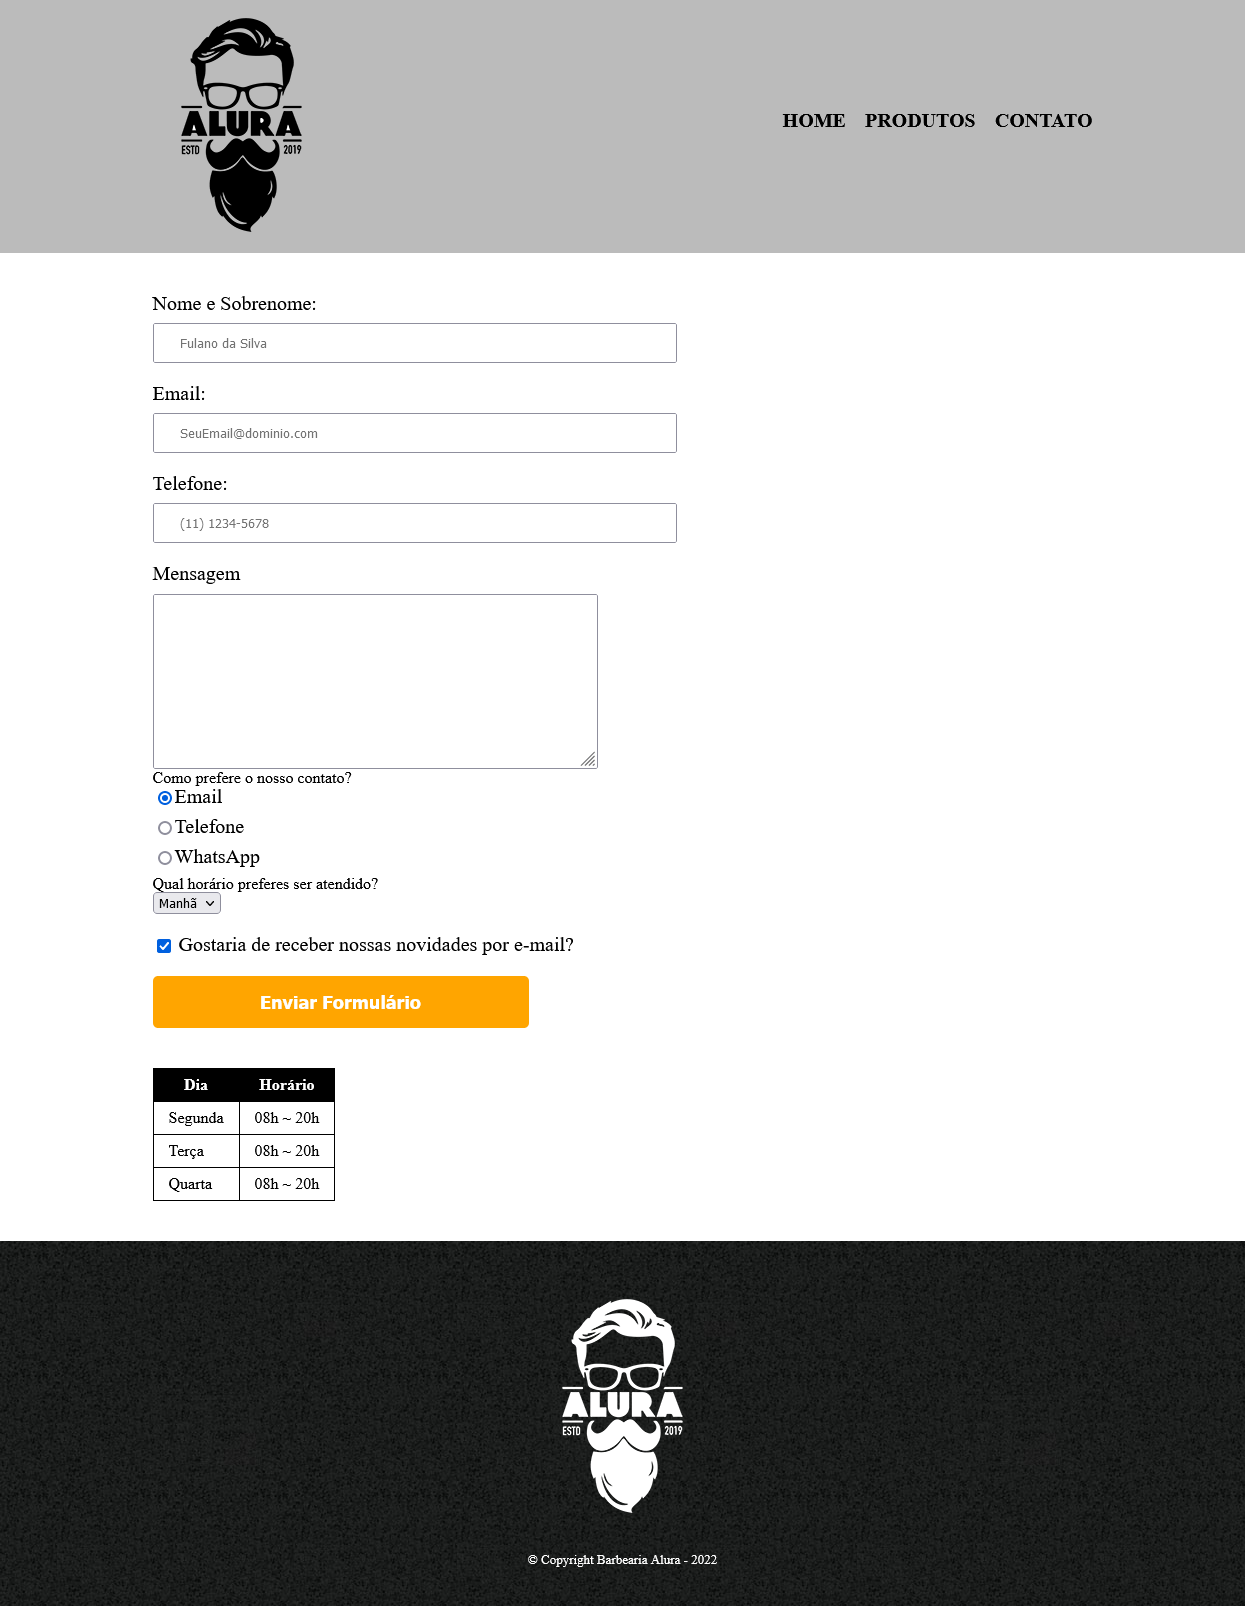 ALURA
ESTD 2019
HOME PRODUTOS CONTATO
Nome e Sobrenome:
Fulano da Silva
Email:
SeuEmail@dominio.com
Telefone:
(11) 1234-5678
Mensagem
Como prefere o nosso contato?
Email
Telefone
WhatsApp
Qual horário preferes ser atendido?
Manhã
Gostaria de receber nossas novidades por e-mail?
Enviar Formulário
Dia Horário
Segunda 08h ~ 20h
Terça 08h ~ 20h
Quarta 08h ~ 20h
ALURA
ESTD 2019
© Copyright Barbearia Alura - 2022